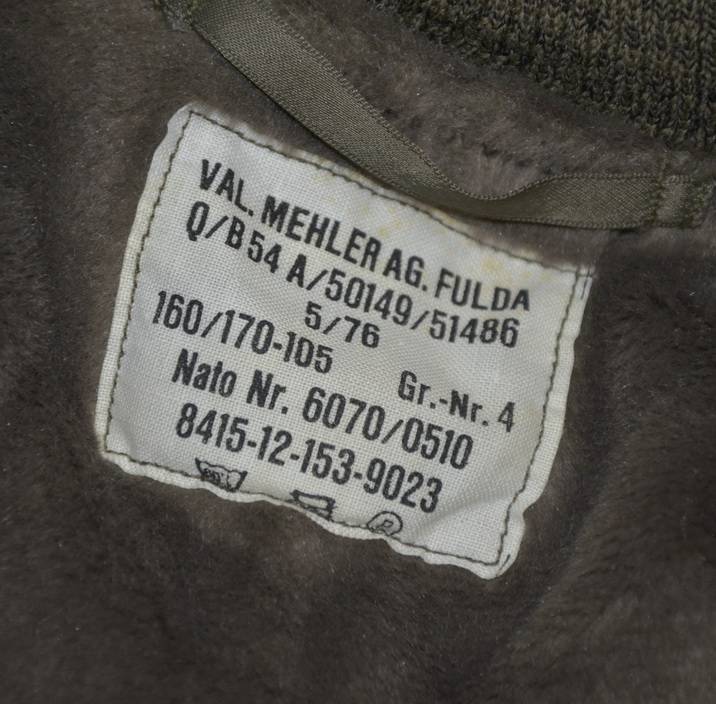 VAL. MEHLER AG. FULDA
Q/B 54 A/50149/51486
5/76
160/170-105 Gr.-Nr. 4
Nato Nr. 6070/0510
8415-12-153-9023